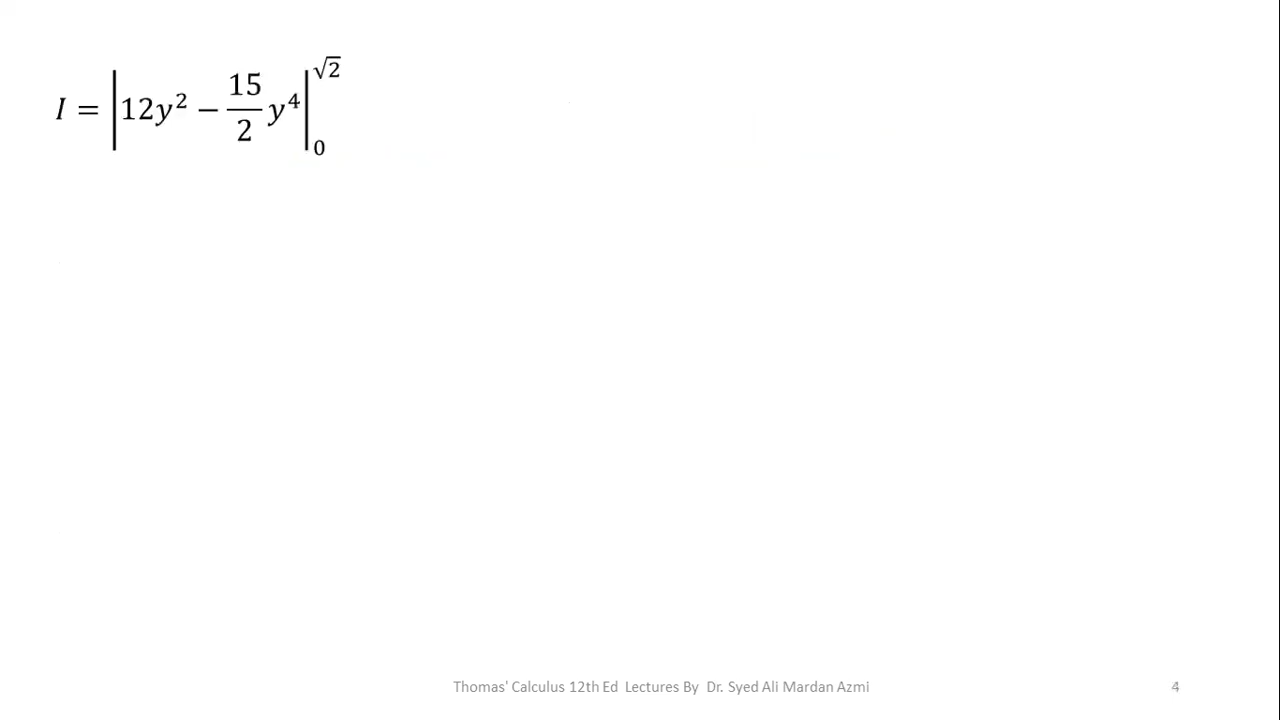 I = |12y² − 15/2 y⁴|₀^√2
Thomas' Calculus 12th Ed Lectures By Dr. Syed Ali Mardan Azmi
4